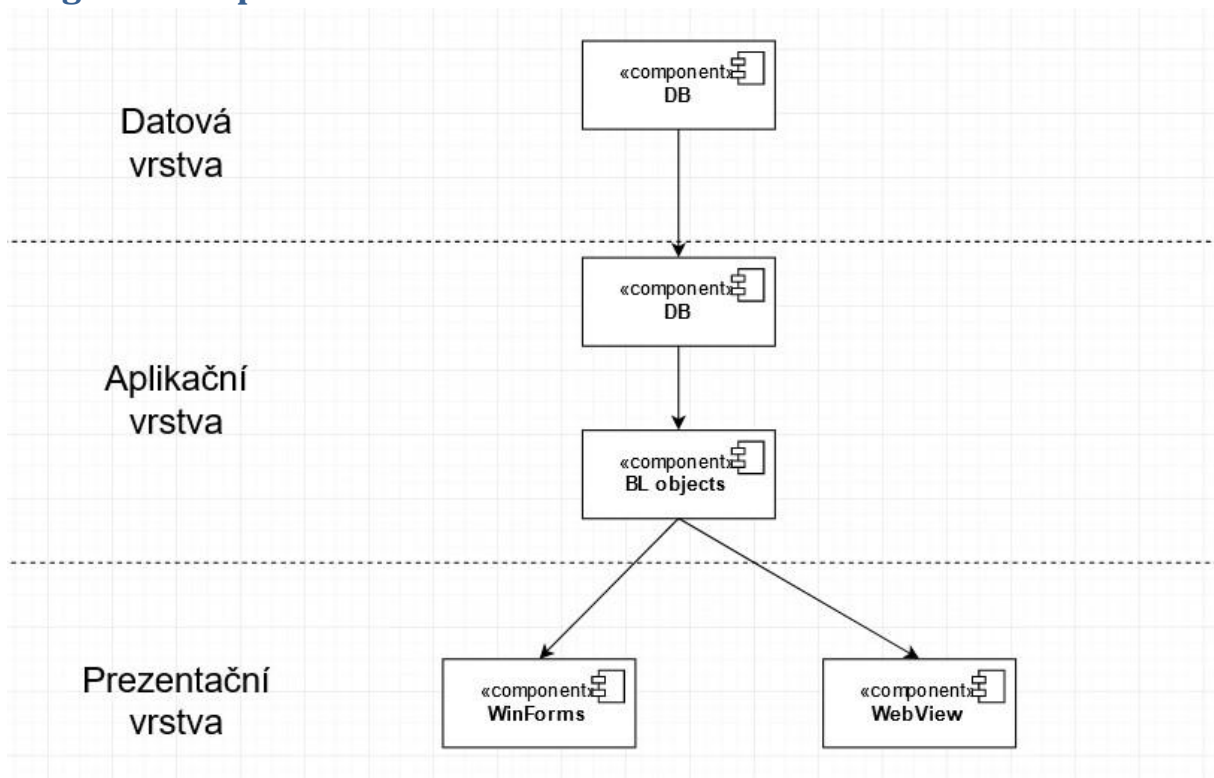 «component»
DB
Datová
vrstva
«component»
DB
Aplikační
vrstva
«component»
BL objects
Prezentační
vrstva
«component»
WinForms
«component»
WebView